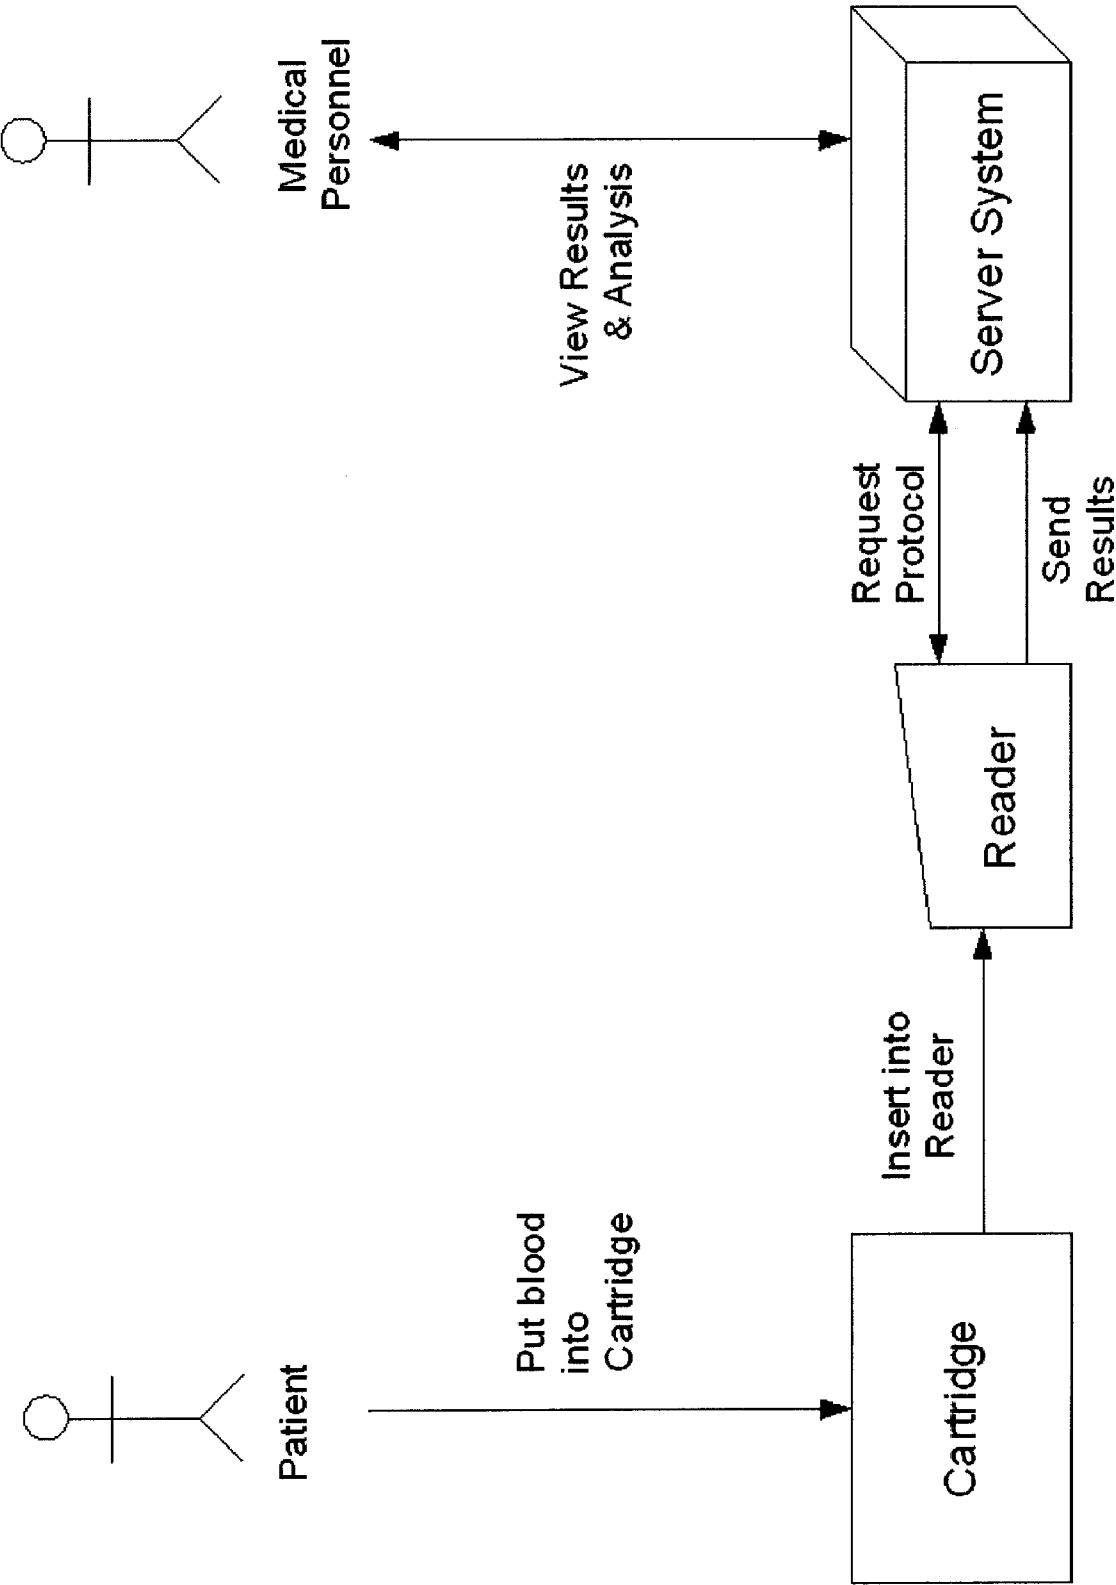 Patient
Medical
Personnel
Put blood
into
Cartridge
View Results
& Analysis
Cartridge
Insert into
Reader
Reader
Request
Protocol
Send
Results
Server System